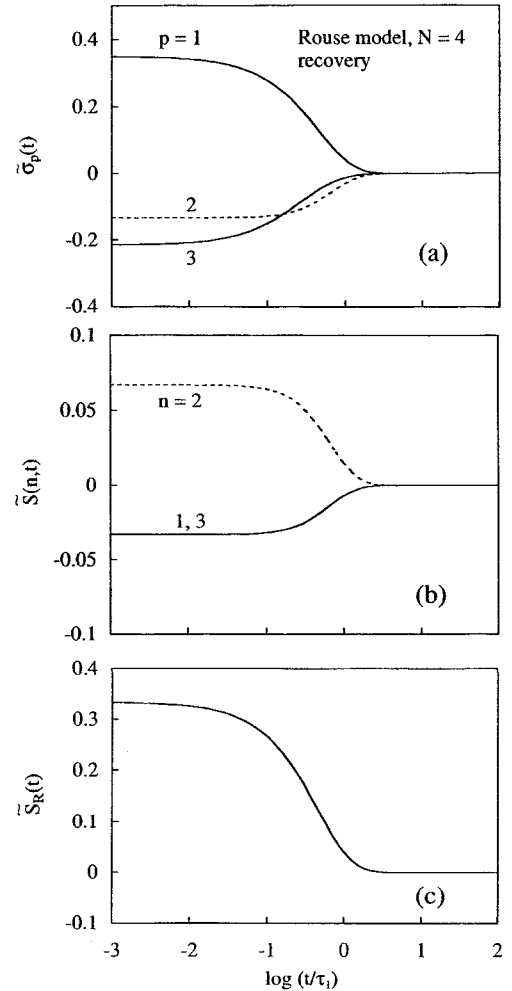 0.4
p = 1
Rouse model, N = 4
recovery
0.2
σ̃p(t)
0
2
-0.2
3
(a)
-0.4
0.1
n = 2
0.05
S̃(n,t)
0
1, 3
-0.05
(b)
-0.1
0.4
0.3
0.2
S̃R(t)
0.1
0
(c)
-0.1
-3
-2
-1
0
1
2
log (t/τ1)